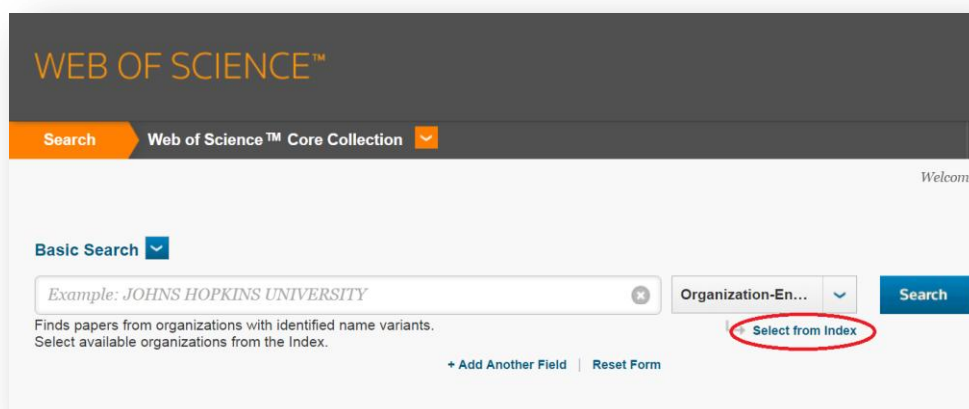 WEB OF SCIENCE™
Search Web of Science™ Core Collection
Welcom
Basic Search
Example: JOHNS HOPKINS UNIVERSITY Organization-En... Search
Finds papers from organizations with identified name variants.
Select available organizations from the Index.
Select from Index
+ Add Another Field | Reset Form